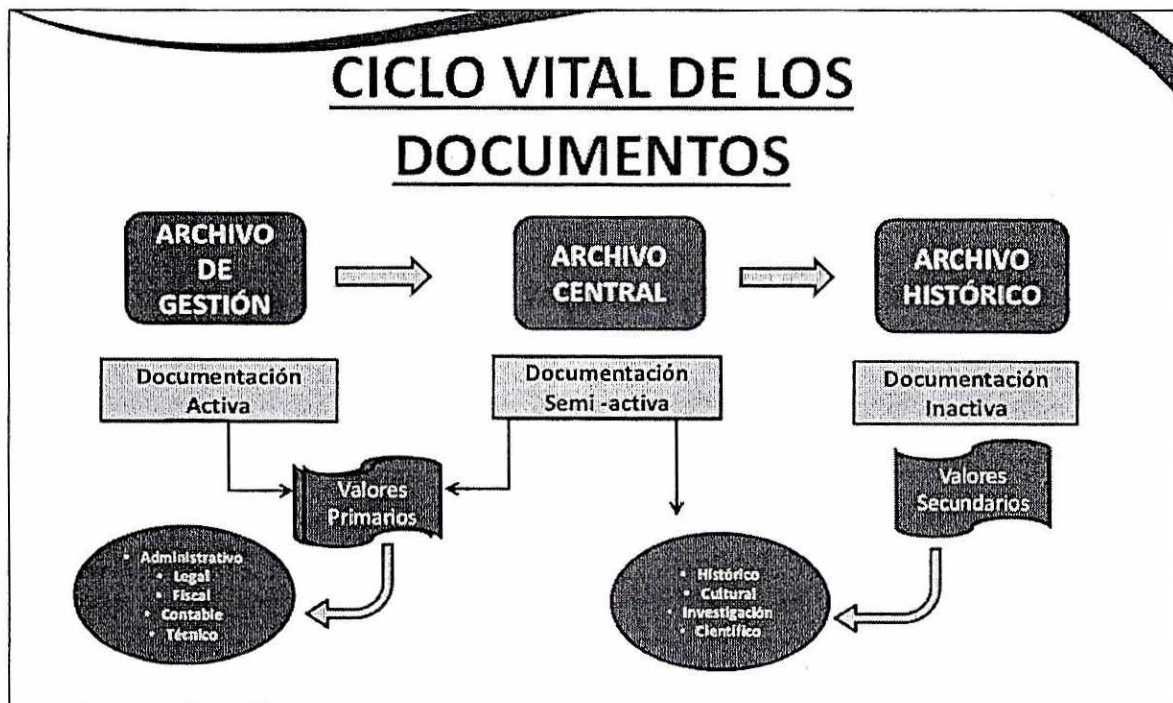 CICLO VITAL DE LOS
DOCUMENTOS
ARCHIVO
DE
GESTIÓN
ARCHIVO
CENTRAL
ARCHIVO
HISTÓRICO
Documentación
Activa
Documentación
Semi -activa
Documentación
Inactiva
Valores
Primarios
Valores
Secundarios
• Administrativo
• Legal
• Fiscal
• Contable
• Técnico
• Histórico
• Cultural
• Investigación
• Científico